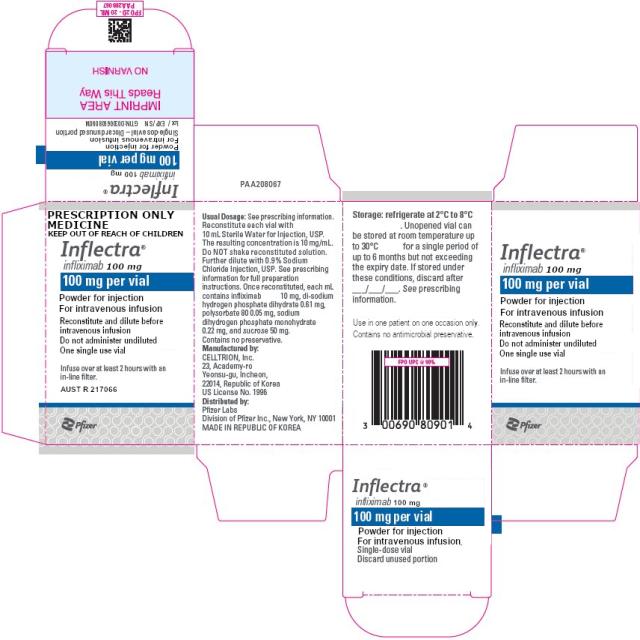 FPO 2D - 20 MIL
PAA208067
NO VARNISH
IMPRINT AREA
Reads This Way
Single-dose vial – Discard unused portion
For intravenous infusion
Powder for injection
100 mg per vial
infliximab 100 mg
Inflectra®
PAA208067
PRESCRIPTION ONLY
MEDICINE
KEEP OUT OF REACH OF CHILDREN
Inflectra®
infliximab 100 mg
100 mg per vial
Powder for injection
For intravenous infusion
Reconstitute and dilute before
intravenous infusion
Do not administer undiluted
One single use vial
Infuse over at least 2 hours with an
in-line filter.
AUST R 217066
Pfizer
Usual Dosage: See prescribing information.
Reconstitute each vial with
10 mL Sterile Water for Injection, USP.
The resulting concentration is 10 mg/mL.
Do NOT shake reconstituted solution.
Further dilute with 0.9% Sodium
Chloride Injection, USP. See prescribing
information for full preparation
instructions. Once reconstituted, each mL
contains infliximab 10 mg, di-sodium
hydrogen phosphate dihydrate 0.61 mg,
polysorbate 80 0.05 mg, sodium
dihydrogen phosphate monohydrate
0.22 mg, and sucrose 50 mg.
Contains no preservative.
Manufactured by:
CELLTRION, Inc.
23, Academy-ro
Yeonsu-gu, Incheon,
22014, Republic of Korea
US License No. 1996
Distributed by:
Pfizer Labs
Division of Pfizer Inc., New York, NY 10001
MADE IN REPUBLIC OF KOREA
Storage: refrigerate at 2°C to 8°C
. Unopened vial can
be stored at room temperature up
to 30°C for a single period of
up to 6 months but not exceeding
the expiry date. If stored under
these conditions, discard after
___/___/___. See prescribing
information.
Use in one patient on one occasion only.
Contains no antimicrobial preservative.
FPO UPC @ 90%
3 00690 80901 4
Inflectra®
infliximab 100 mg
100 mg per vial
Powder for injection
For intravenous infusion
Reconstitute and dilute before
intravenous infusion
Do not administer undiluted
One single use vial
Infuse over at least 2 hours with an
in-line filter.
Pfizer
Inflectra®
infliximab 100 mg
100 mg per vial
Powder for injection
For intravenous infusion.
Single-dose vial
Discard unused portion